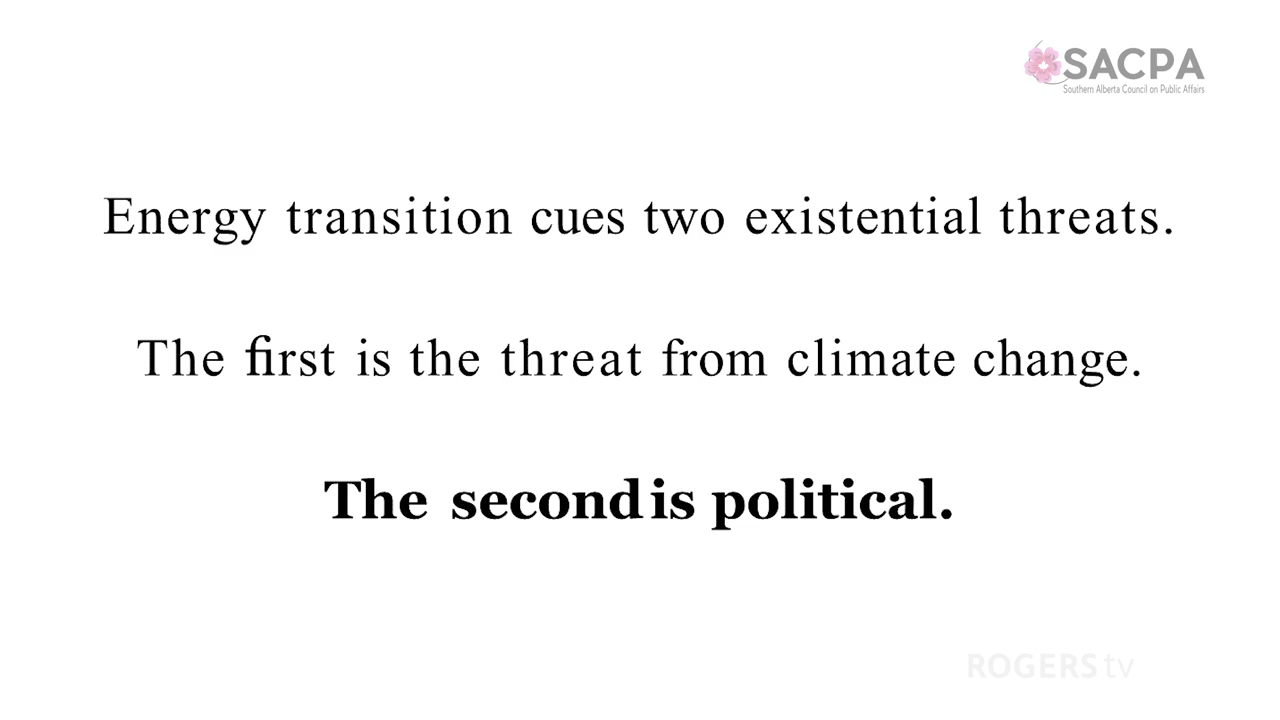 SACPA
Southern Alberta Council on Public Affairs
Energy transition cues two existential threats.
The first is the threat from climate change.
The second is political.
ROGERS tv